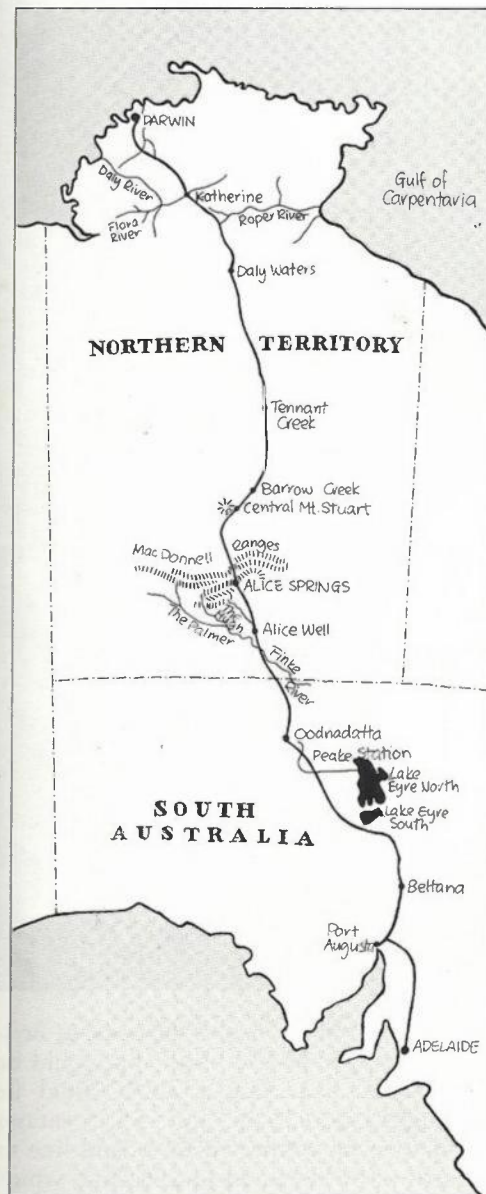 DARWIN
Daly River
Katherine
Gulf of
Carpentaria
Flora
River
Roper River
Daly Waters
NORTHERN TERRITORY
Tennant
Creek
Barrow Creek
Central Mt. Stuart
MacDonnell ranges
ALICE SPRINGS
The Palmer
The Hugh
Alice Well
Finke
River
Oodnadatta
Peake Station
Lake
Eyre North
Lake Eyre
South
SOUTH
AUSTRALIA
Beltana
Port
Augusta
ADELAIDE